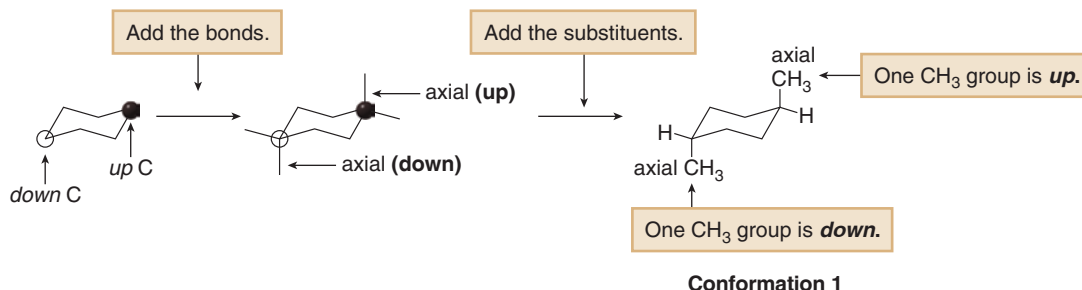 Add the bonds.
Add the substituents.
axial
CH₃
One CH₃ group is up.
axial (up)
H
H
axial (down)
axial CH₃
up C
down C
One CH₃ group is down.
Conformation 1